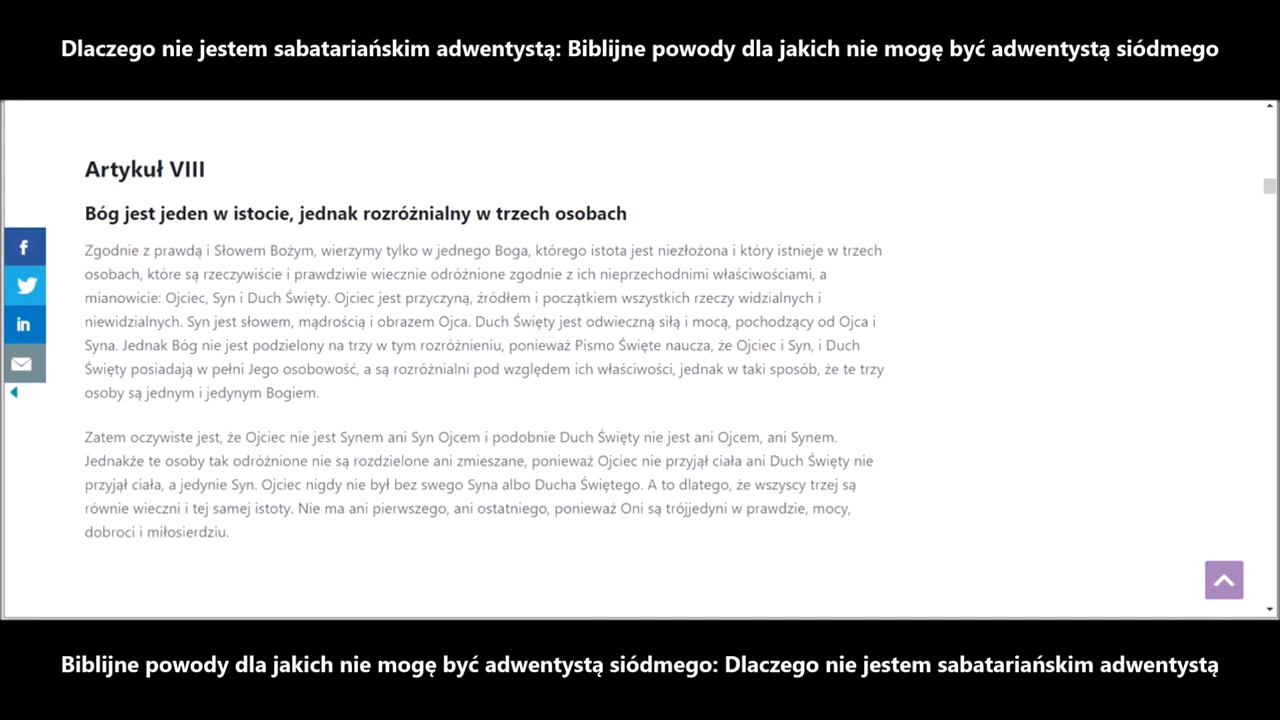 Dlaczego nie jestem sabatariańskim adwentystą: Biblijne powody dla jakich nie mogę być adwentystą siódmego
Artykuł VIII
Bóg jest jeden w istocie, jednak rozróżnialny w trzech osobach
Zgodnie z prawdą i Słowem Bożym, wierzymy tylko w jednego Boga, którego istota jest niezłożona i który istnieje w trzech
osobach, które są rzeczywiście i prawdziwie wiecznie odróżnione zgodnie z ich nieprzechodnimi właściwościami, a
mianowicie: Ojciec, Syn i Duch Święty. Ojciec jest przyczyną, źródłem i początkiem wszystkich rzeczy widzialnych i
niewidzialnych. Syn jest słowem, mądrością i obrazem Ojca. Duch Święty jest odwieczną siłą i mocą, pochodzący od Ojca i
Syna. Jednak Bóg nie jest podzielony na trzy w tym rozróżnieniu, ponieważ Pismo Święte naucza, że Ojciec i Syn, i Duch
Święty posiadają w pełni Jego osobowość, a są rozróżnialni pod względem ich właściwości, jednak w taki sposób, że te trzy
osoby są jednym i jedynym Bogiem.
Zatem oczywiste jest, że Ojciec nie jest Synem ani Syn Ojcem i podobnie Duch Święty nie jest ani Ojcem, ani Synem.
Jednakże te osoby tak odróżnione nie są rozdzielone ani zmieszane, ponieważ Ojciec nie przyjął ciała ani Duch Święty nie
przyjął ciała, a jedynie Syn. Ojciec nigdy nie był bez swego Syna albo Ducha Świętego. A to dlatego, że wszyscy trzej są
równie wieczni i tej samej istoty. Nie ma ani pierwszego, ani ostatniego, ponieważ Oni są trójjedyni w prawdzie, mocy,
dobroci i miłosierdziu.
Biblijne powody dla jakich nie mogę być adwentystą siódmego: Dlaczego nie jestem sabatariańskim adwentystą